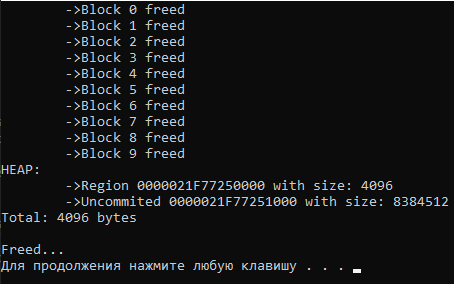 ->Block 0 freed
->Block 1 freed
->Block 2 freed
->Block 3 freed
->Block 4 freed
->Block 5 freed
->Block 6 freed
->Block 7 freed
->Block 8 freed
->Block 9 freed
HEAP:
->Region 0000021F77250000 with size: 4096
->Uncommited 0000021F77251000 with size: 8384512
Total: 4096 bytes
Freed...
Для продолжения нажмите любую клавишу . . .